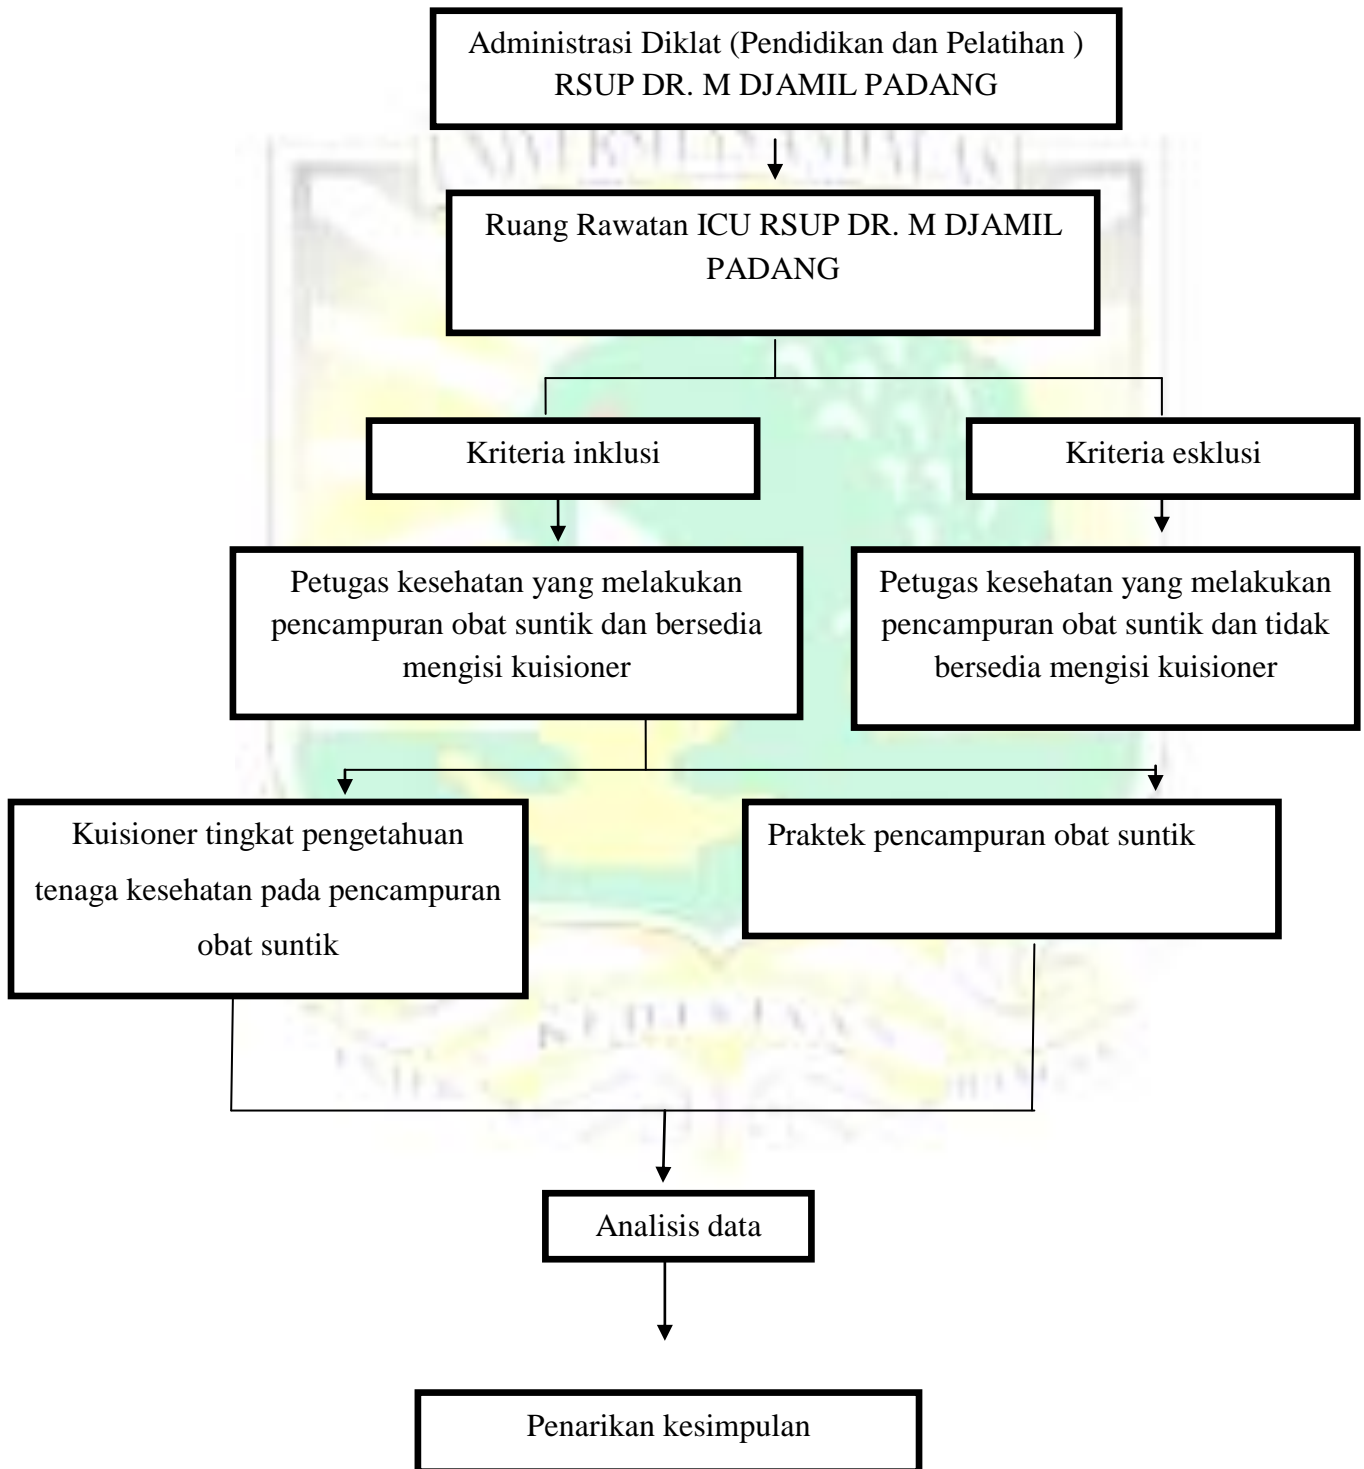 Administrasi Diklat (Pendidikan dan Pelatihan )
RSUP DR. M DJAMIL PADANG
Ruang Rawatan ICU RSUP DR. M DJAMIL
PADANG
Kriteria inklusi
Kriteria esklusi
Petugas kesehatan yang melakukan
pencampuran obat suntik dan bersedia
mengisi kuisioner
Petugas kesehatan yang melakukan
pencampuran obat suntik dan tidak
bersedia mengisi kuisioner
Kuisioner tingkat pengetahuan
tenaga kesehatan pada pencampuran
obat suntik
Praktek pencampuran obat suntik
Analisis data
Penarikan kesimpulan